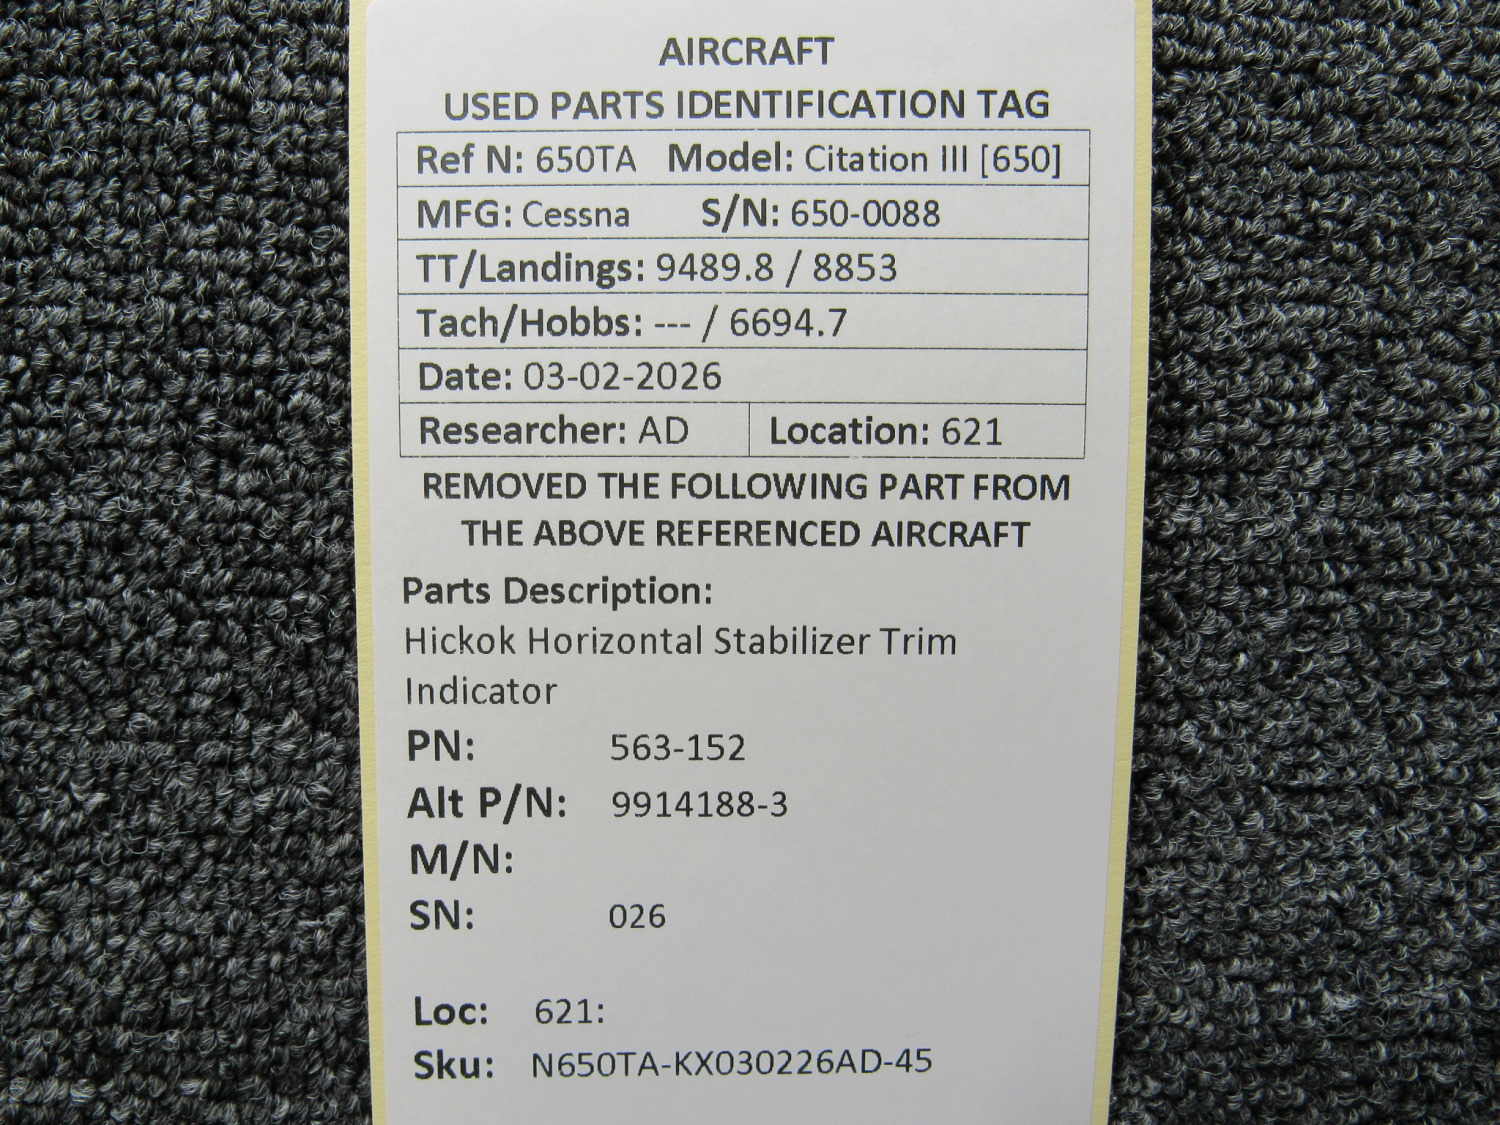 AIRCRAFT
USED PARTS IDENTIFICATION TAG
Ref N: 650TA Model: Citation III [650]
MFG: Cessna S/N: 650-0088
TT/Landings: 9489.8 / 8853
Tach/Hobbs: --- / 6694.7
Date: 03-02-2026
Researcher: AD Location: 621
REMOVED THE FOLLOWING PART FROM
THE ABOVE REFERENCED AIRCRAFT
Parts Description:
Hickok Horizontal Stabilizer Trim
Indicator
PN: 563-152
Alt P/N: 9914188-3
M/N:
SN: 026
Loc: 621:
Sku: N650TA-KX030226AD-45